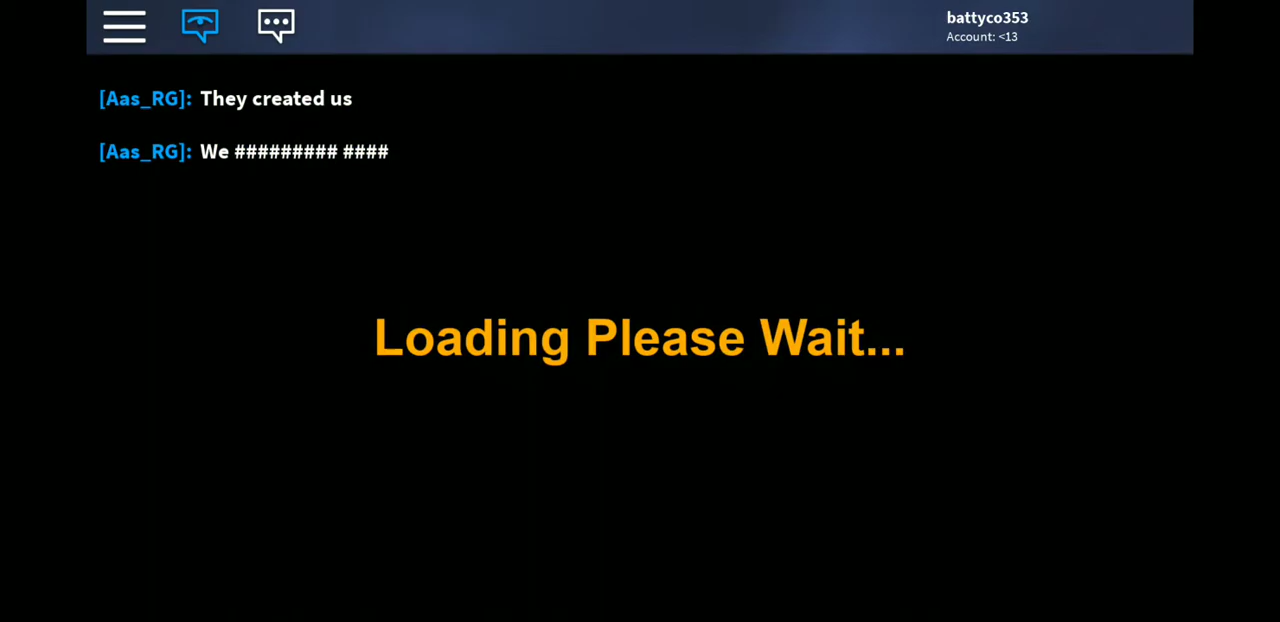 battyco353
Account: <13
[Aas_RG]: They created us
[Aas_RG]: We ######### ####
Loading Please Wait...